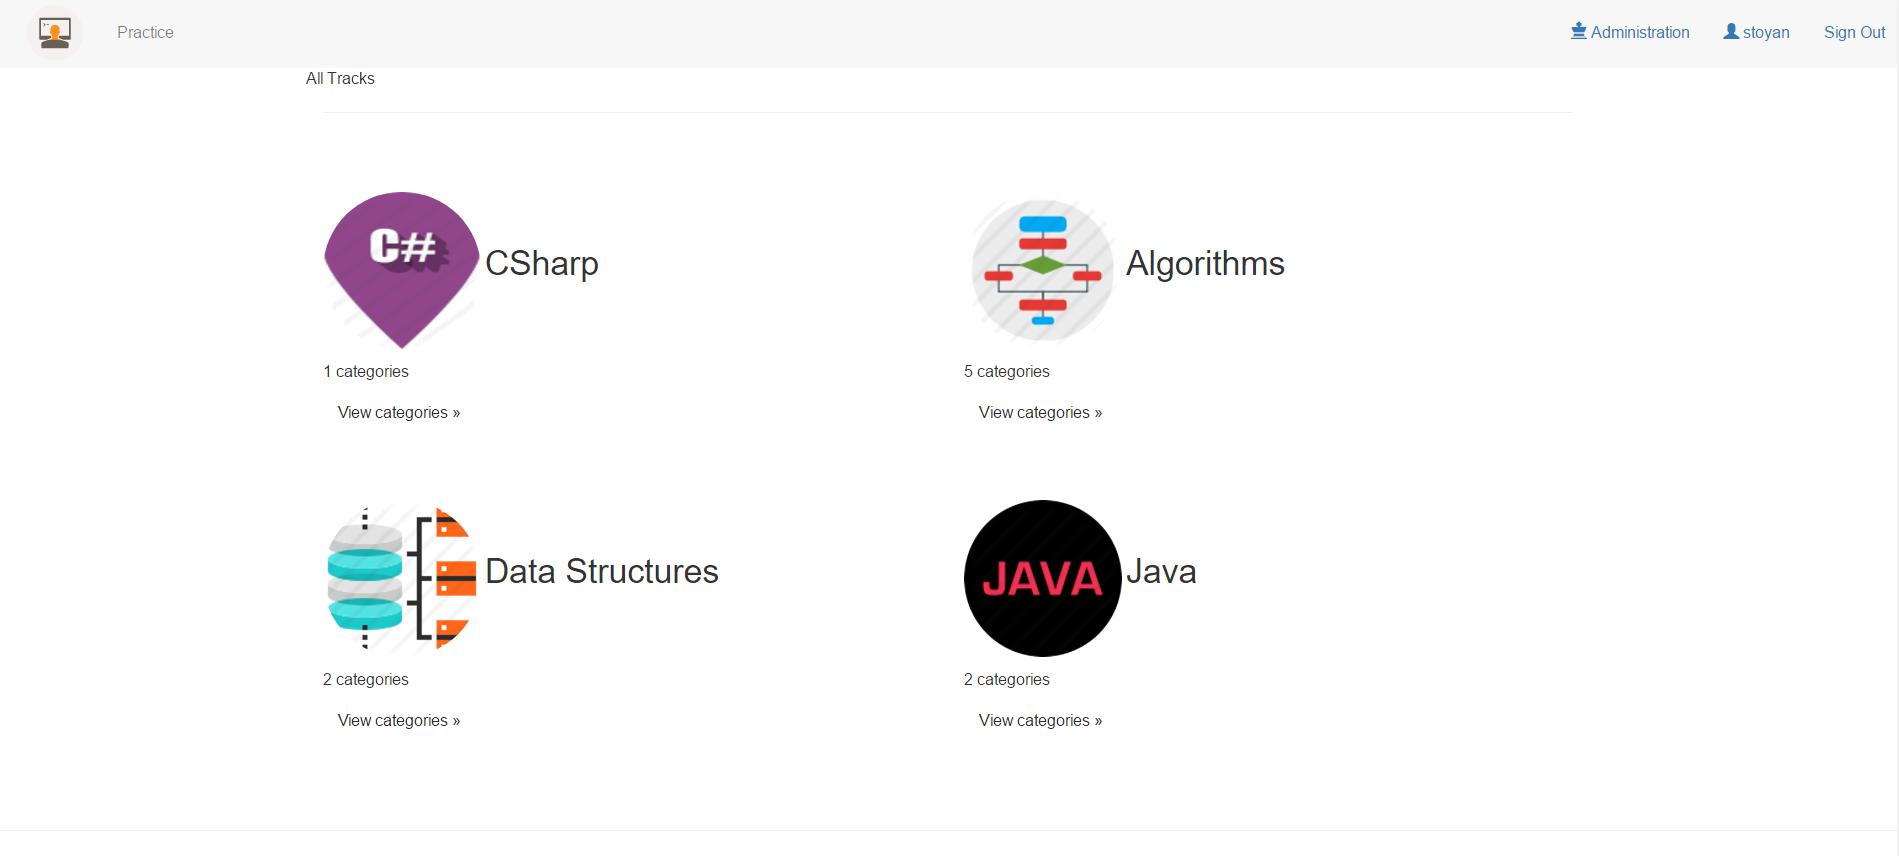 Practice Administration stoyan Sign Out
All Tracks
C# CSharp
Algorithms
1 categories
5 categories
View categories »
View categories »
Data Structures
JAVA Java
2 categories
2 categories
View categories »
View categories »